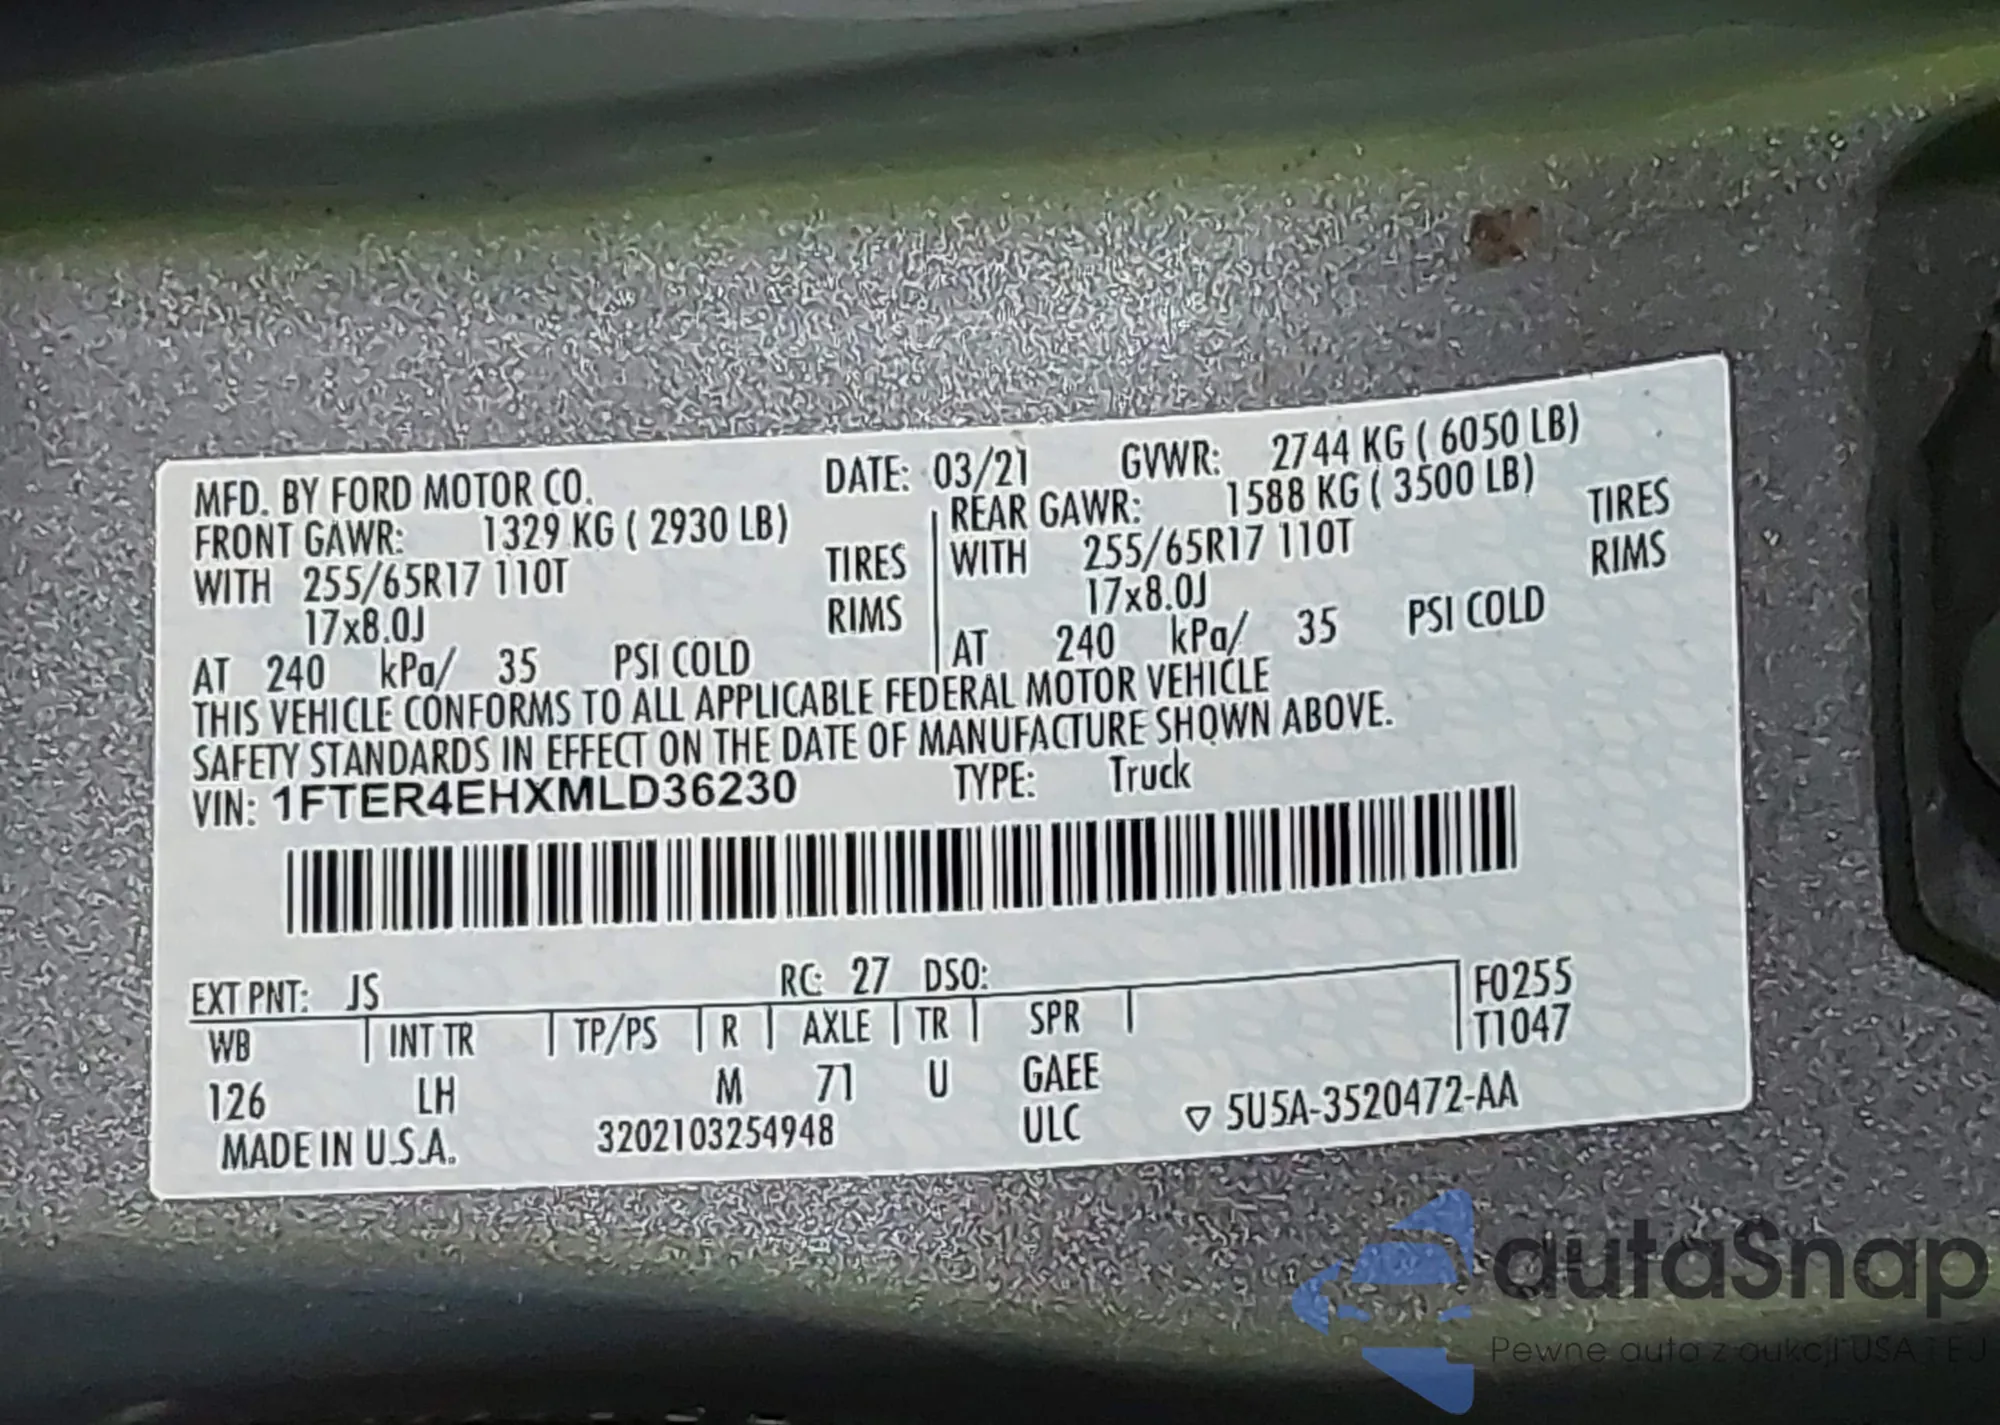 MFD. BY FORD MOTOR CO. DATE: 03/21 GVWR: 2744 KG ( 6050 LB)
FRONT GAWR: 1329 KG ( 2930 LB) REAR GAWR: 1588 KG ( 3500 LB)
WITH 255/65R17 110T TIRES WITH 255/65R17 110T TIRES
17x8.0J RIMS 17x8.0J RIMS
AT 240 kPa/ 35 PSI COLD AT 240 kPa/ 35 PSI COLD
THIS VEHICLE CONFORMS TO ALL APPLICABLE FEDERAL MOTOR VEHICLE
SAFETY STANDARDS IN EFFECT ON THE DATE OF MANUFACTURE SHOWN ABOVE.
VIN: 1FTER4EHXMLD36230 TYPE: Truck
EXT PNT: JS RC: 27 DSO: F0255
WB INT TR TP/PS R AXLE TR SPR T1047
126 LH M 71 U GAEE
MADE IN U.S.A. 3202103254948 ULC ▽ 5U5A-3520472-AA
autaSnap
Pewne auta z aukcji USA i EU